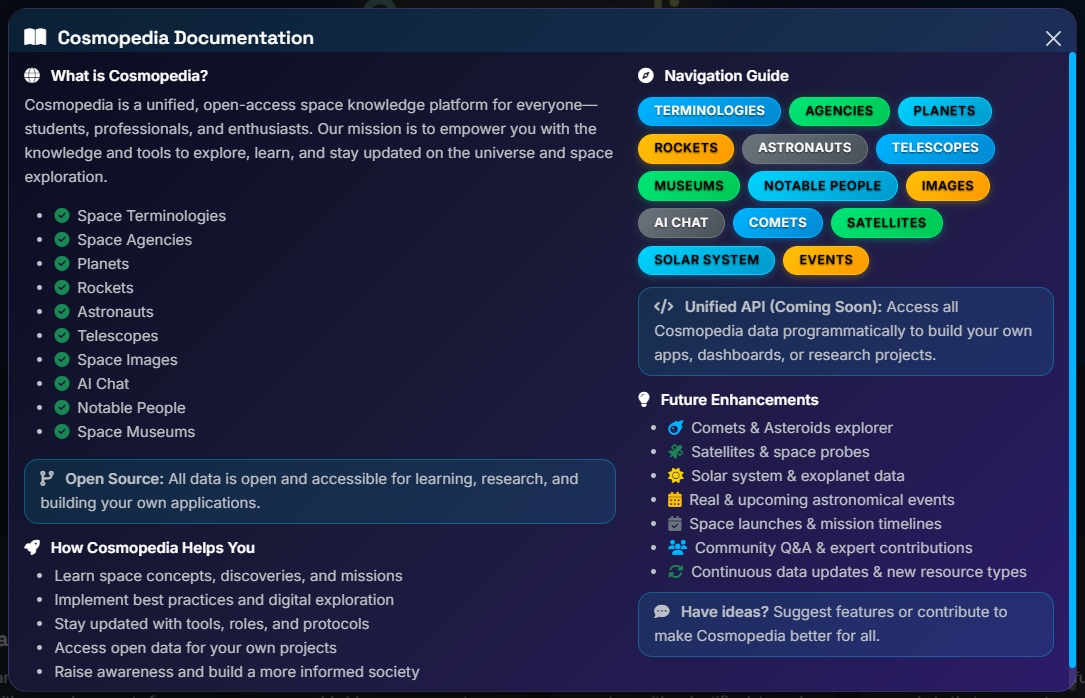 Cosmopedia Documentation
What is Cosmopedia?
Cosmopedia is a unified, open-access space knowledge platform for everyone—
students, professionals, and enthusiasts. Our mission is to empower you with the
knowledge and tools to explore, learn, and stay updated on the universe and space
exploration.
Space Terminologies
Space Agencies
Planets
Rockets
Astronauts
Telescopes
Space Images
AI Chat
Notable People
Space Museums
Open Source: All data is open and accessible for learning, research, and
building your own applications.
How Cosmopedia Helps You
Learn space concepts, discoveries, and missions
Implement best practices and digital exploration
Stay updated with tools, roles, and protocols
Access open data for your own projects
Raise awareness and build a more informed society
Navigation Guide
TERMINOLOGIES AGENCIES PLANETS
ROCKETS ASTRONAUTS TELESCOPES
MUSEUMS NOTABLE PEOPLE IMAGES
AI CHAT COMETS SATELLITES
SOLAR SYSTEM EVENTS
Unified API (Coming Soon): Access all
Cosmopedia data programmatically to build your own
apps, dashboards, or research projects.
Future Enhancements
Comets & Asteroids explorer
Satellites & space probes
Solar system & exoplanet data
Real & upcoming astronomical events
Space launches & mission timelines
Community Q&A & expert contributions
Continuous data updates & new resource types
Have ideas? Suggest features or contribute to
make Cosmopedia better for all.